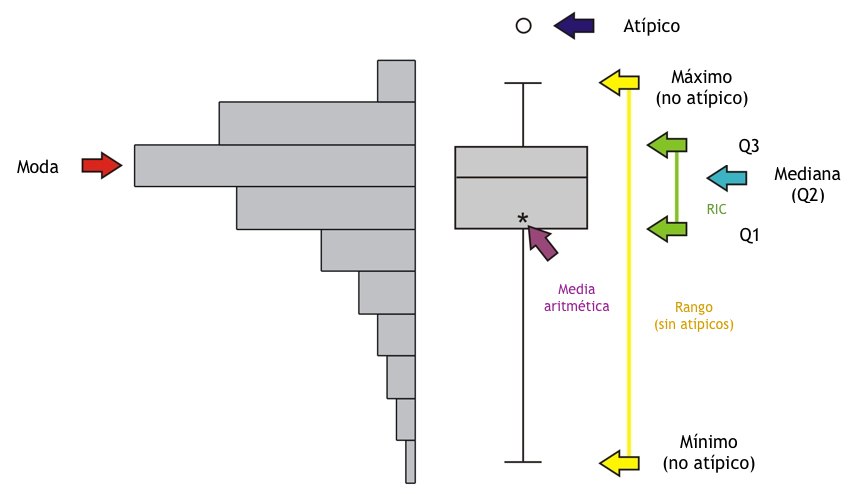 Atípico
Máximo
(no atípico)
Q3
Moda
Mediana
(Q2)
RIC
*
Q1
Media
aritmética
Rango
(sin atípicos)
Mínimo
(no atípico)